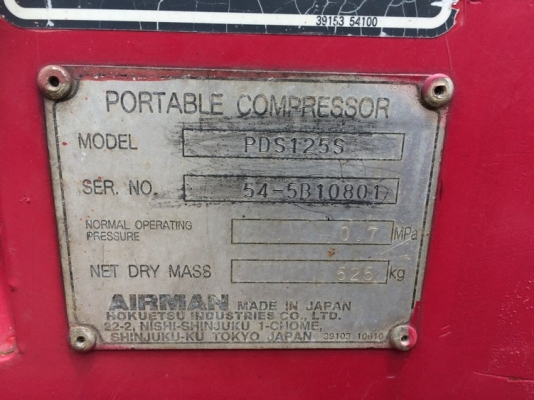 39153 54100
PORTABLE COMPRESSOR
MODEL PDS125S
SER. NO. 54-5B10801
NORMAL OPERATING
PRESSURE 0.7 MPa
NET DRY MASS 525 kg
AIRMAN MADE IN JAPAN
HOKUETSU INDUSTRIES CO., LTD.
22-2, NISHI-SHINJUKU 1-CHOME,
SHINJUKU-KU TOKYO JAPAN 39103 10610